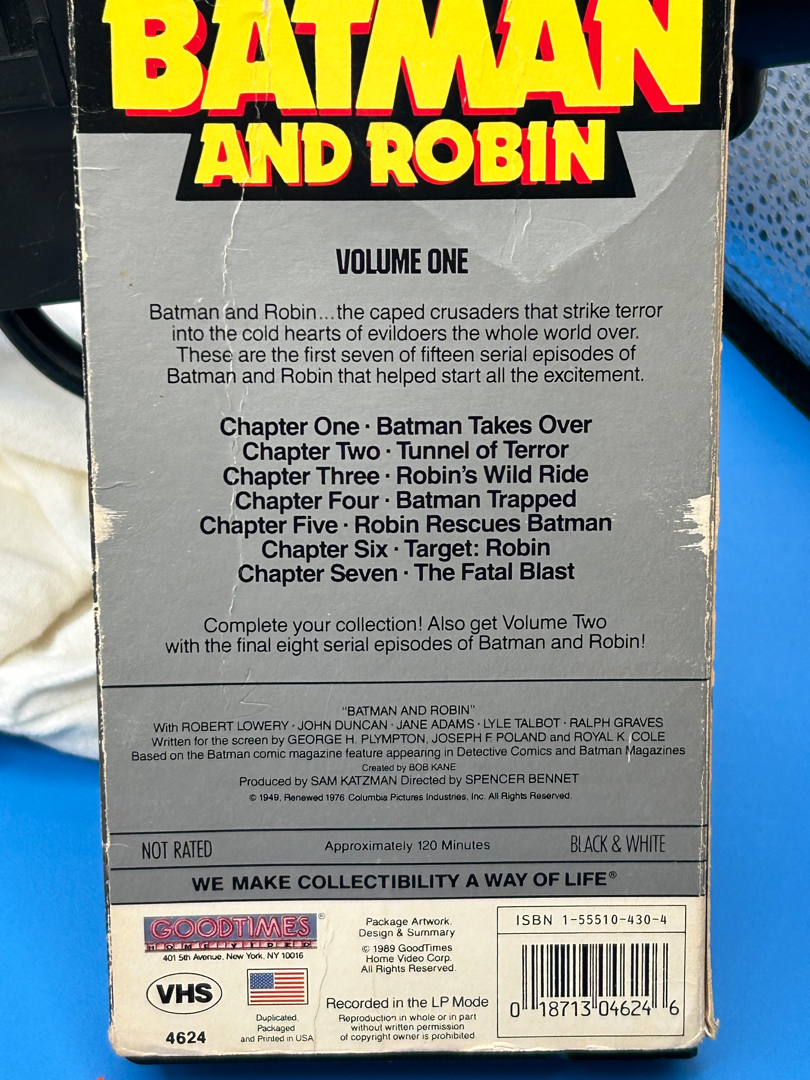 BATMAN
AND ROBIN
VOLUME ONE
Batman and Robin...the caped crusaders that strike terror
into the cold hearts of evildoers the whole world over.
These are the first seven of fifteen serial episodes of
Batman and Robin that helped start all the excitement.
Chapter One · Batman Takes Over
Chapter Two · Tunnel of Terror
Chapter Three · Robin's Wild Ride
Chapter Four · Batman Trapped
Chapter Five · Robin Rescues Batman
Chapter Six · Target: Robin
Chapter Seven · The Fatal Blast
Complete your collection! Also get Volume Two
with the final eight serial episodes of Batman and Robin!
"BATMAN AND ROBIN"
With ROBERT LOWERY · JOHN DUNCAN · JANE ADAMS · LYLE TALBOT · RALPH GRAVES
Written for the screen by GEORGE H. PLYMPTON, JOSEPH F. POLAND and ROYAL K. COLE
Based on the Batman comic magazine feature appearing in Detective Comics and Batman Magazines
Created by BOB KANE
Produced by SAM KATZMAN Directed by SPENCER BENNET
© 1949, Renewed 1976 Columbia Pictures Industries, Inc. All Rights Reserved.
NOT RATED Approximately 120 Minutes BLACK & WHITE
WE MAKE COLLECTIBILITY A WAY OF LIFE®
GOODTIMES®
HOME VIDEO
401 5th Avenue, New York, NY 10016
VHS
4624
Duplicated,
Packaged
and Printed in USA
Package Artwork,
Design & Summary
© 1989 GoodTimes
Home Video Corp.
All Rights Reserved.
Recorded in the LP Mode
Reproduction in whole or in part
without written permission
of copyright owner is prohibited
ISBN 1-55510-430-4
0 18713 04624 6